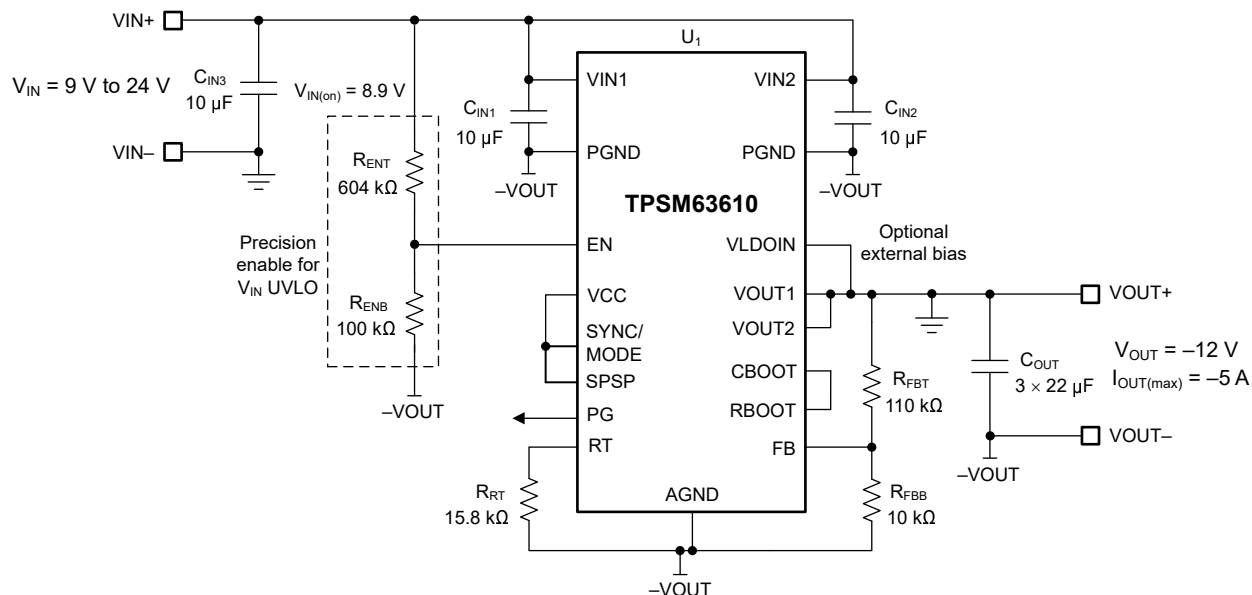 VIN+
VIN = 9 V to 24 V
VIN–
CIN3
10 µF
VIN(on) = 8.9 V
RENT
604 kΩ
Precision
enable for
VIN UVLO
RENB
100 kΩ
–VOUT
CIN1
10 µF
–VOUT
U1
VIN1
VIN2
PGND
PGND
TPSM63610
EN
VLDOIN
VCC
VOUT1
SYNC/
MODE
VOUT2
SPSP
CBOOT
PG
RBOOT
RT
FB
AGND
CIN2
10 µF
–VOUT
Optional
external bias
RRT
15.8 kΩ
–VOUT
RFBT
110 kΩ
RFBB
10 kΩ
COUT
3 × 22 µF
–VOUT
VOUT+
VOUT = –12 V
IOUT(max) = –5 A
VOUT–